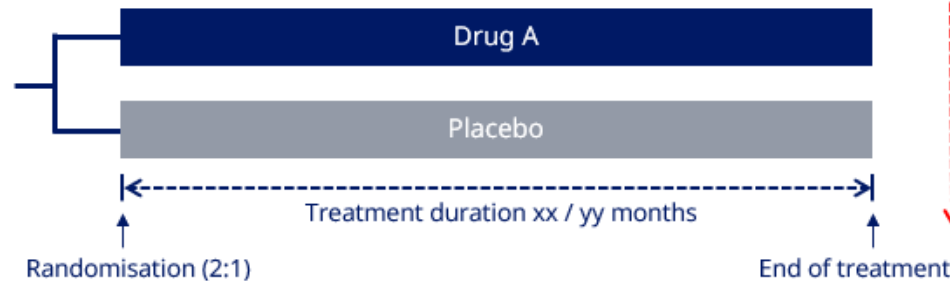 Drug A
Placebo
Treatment duration xx / yy months
Randomisation (2:1)
End of treatment